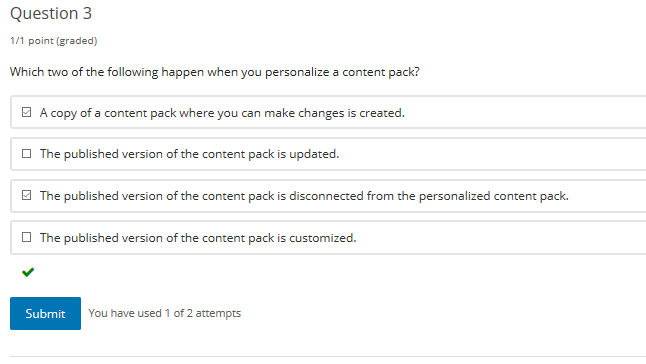 Question 3
1/1 point (graded)
Which two of the following happen when you personalize a content pack?
A copy of a content pack where you can make changes is created.
The published version of the content pack is updated.
The published version of the content pack is disconnected from the personalized content pack.
The published version of the content pack is customized.
Submit You have used 1 of 2 attempts